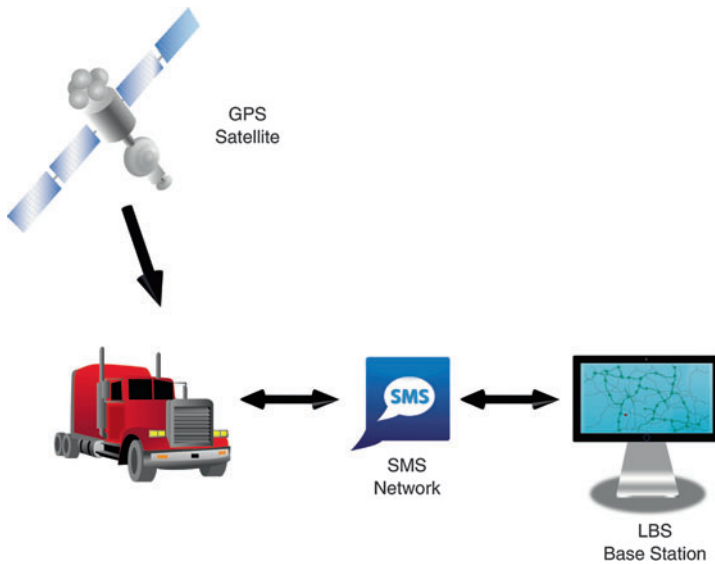 GPS
Satellite
SMS
SMS
Network
LBS
Base Station